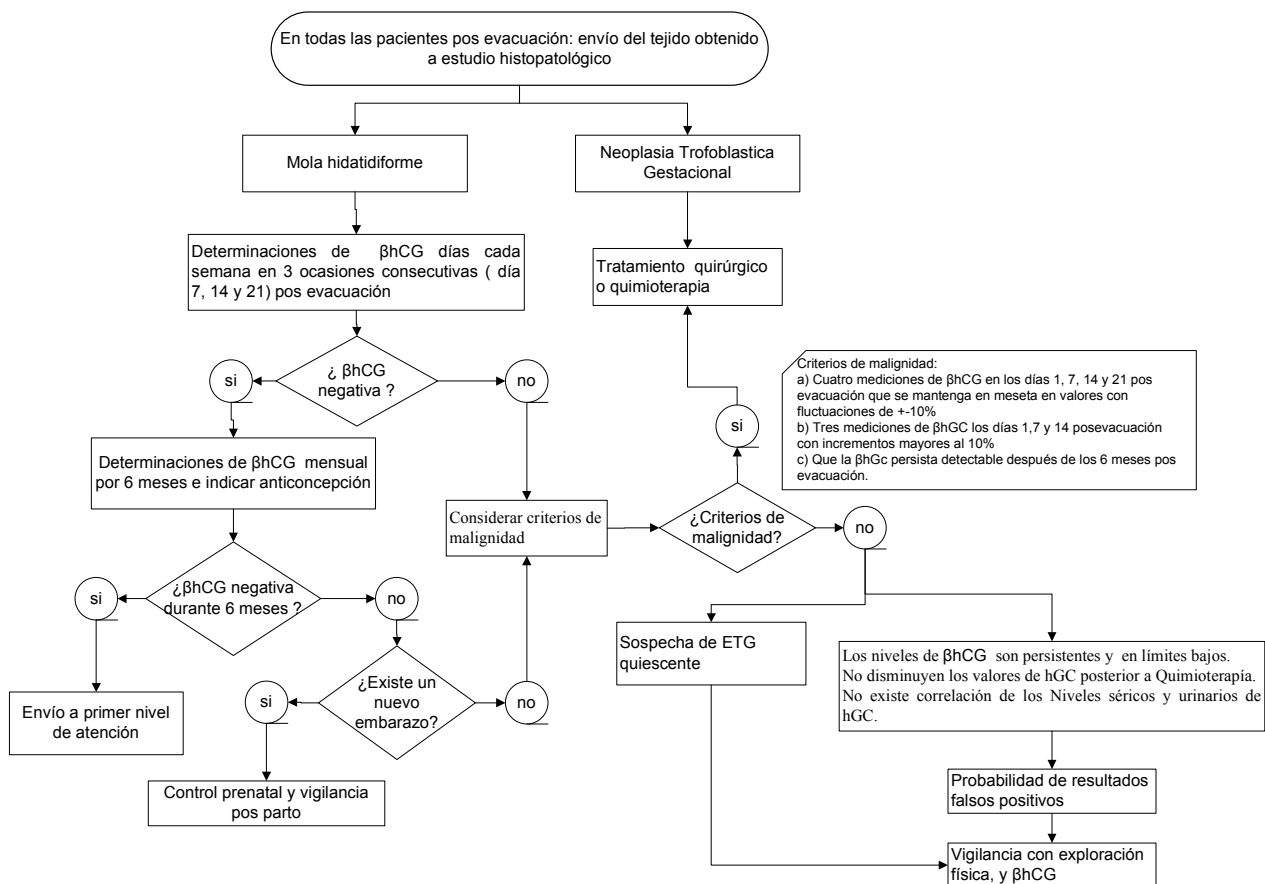 En todas las pacientes pos evacuación: envío del tejido obtenido
a estudio histopatológico
Mola hidatidiforme
Neoplasia Trofoblastica
Gestacional
Determinaciones de βhCG días cada
semana en 3 ocasiones consecutivas ( día
7, 14 y 21) pos evacuación
Tratamiento quirúrgico
o quimioterapia
¿ βhCG
negativa ?
si
no
Criterios de malignidad:
a) Cuatro mediciones de βhCG en los días 1, 7, 14 y 21 pos
evacuación que se mantenga en meseta en valores con
fluctuaciones de +-10%
b) Tres mediciones de βhGC los días 1,7 y 14 posevacuación
con incrementos mayores al 10%
c) Que la βhGc persista detectable después de los 6 meses pos
evacuación.
si
Determinaciones de βhCG mensual
por 6 meses e indicar anticoncepción
Considerar criterios de
malignidad
¿Criterios de
malignidad?
no
¿βhCG negativa
durante 6 meses ?
si
no
Sospecha de ETG
quiescente
Los niveles de βhCG son persistentes y en límites bajos.
No disminuyen los valores de hGC posterior a Quimioterapía.
No existe correlación de los Niveles séricos y urinarios de
hGC.
¿Existe un
nuevo
embarazo?
si
no
Envío a primer nivel
de atención
Control prenatal y vigilancia
pos parto
Probabilidad de resultados
falsos positivos
Vigilancia con exploración
física, y βhCG